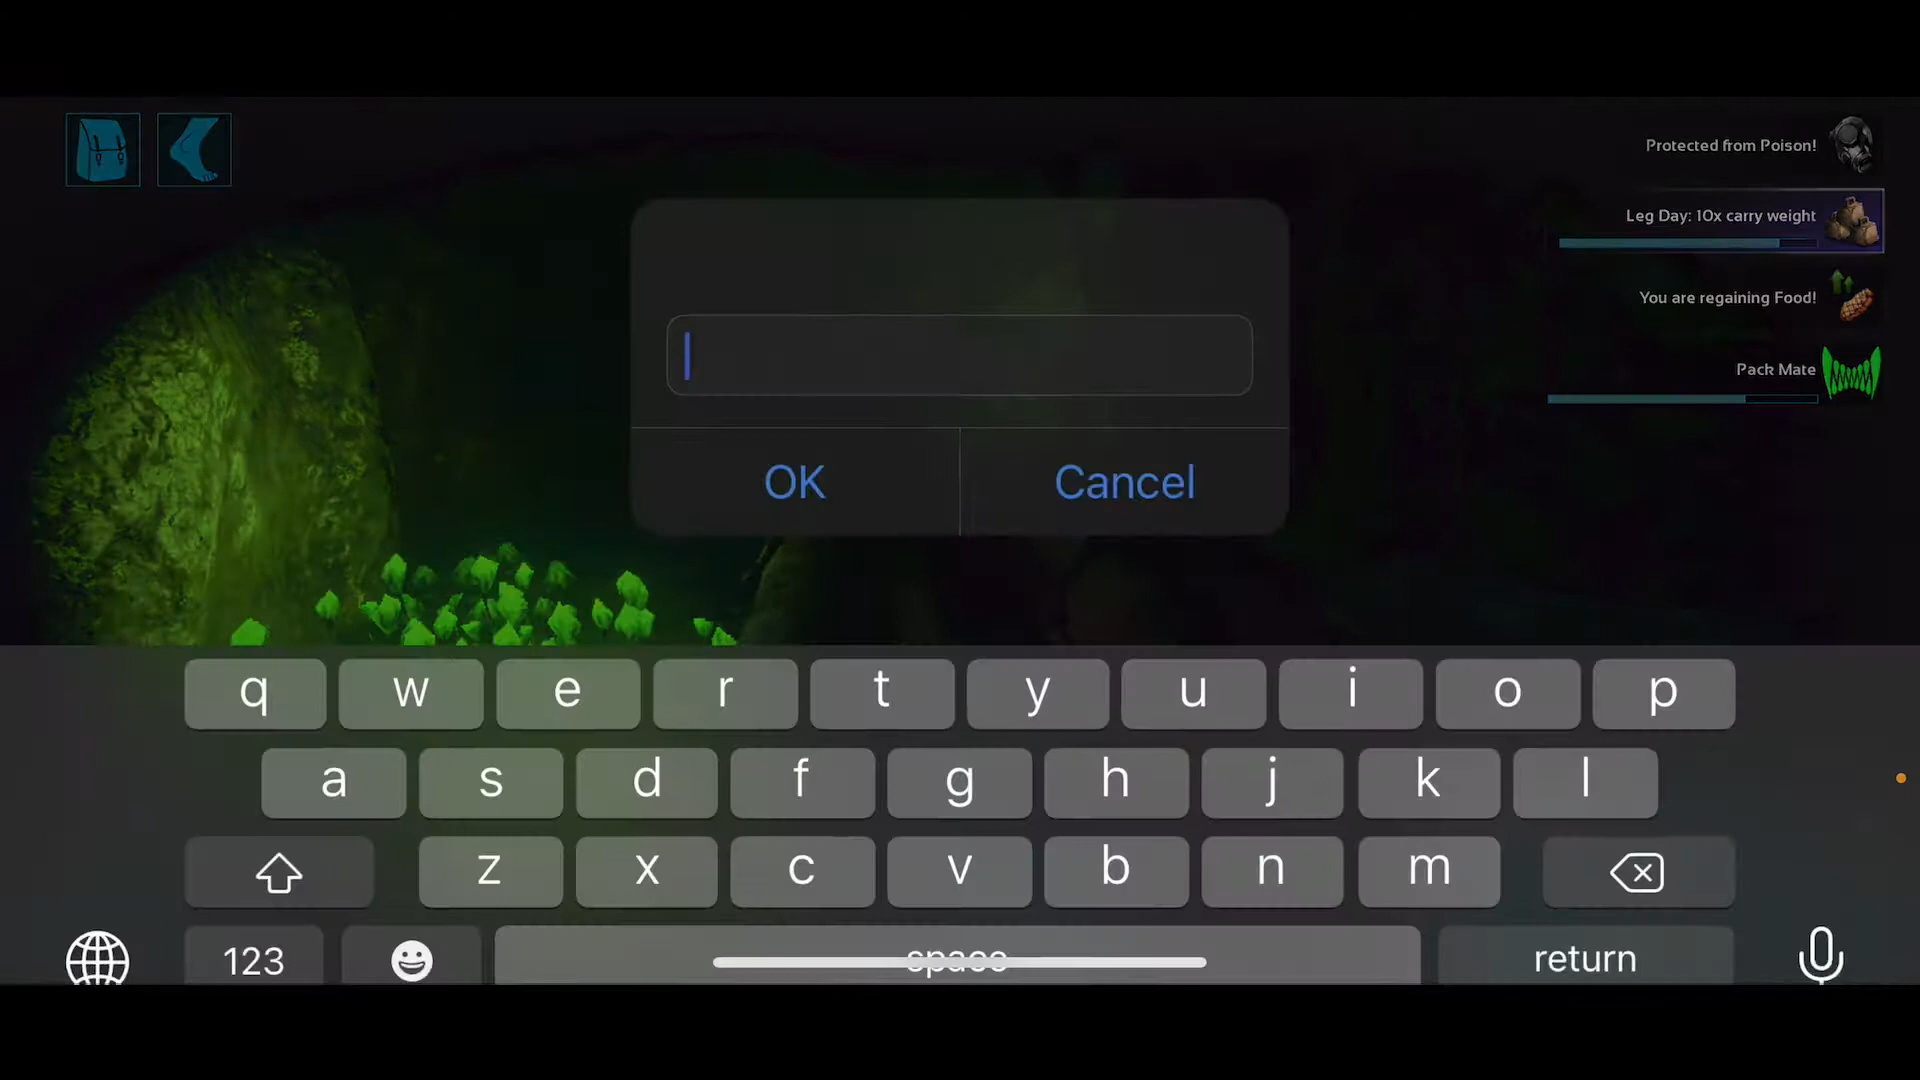 Protected from Poison!
Leg Day: 10x carry weight
You are regaining Food!
Pack Mate
OK
Cancel
q w e r t y u i o p
a s d f g h j k l
z x c v b n m
123
space
return